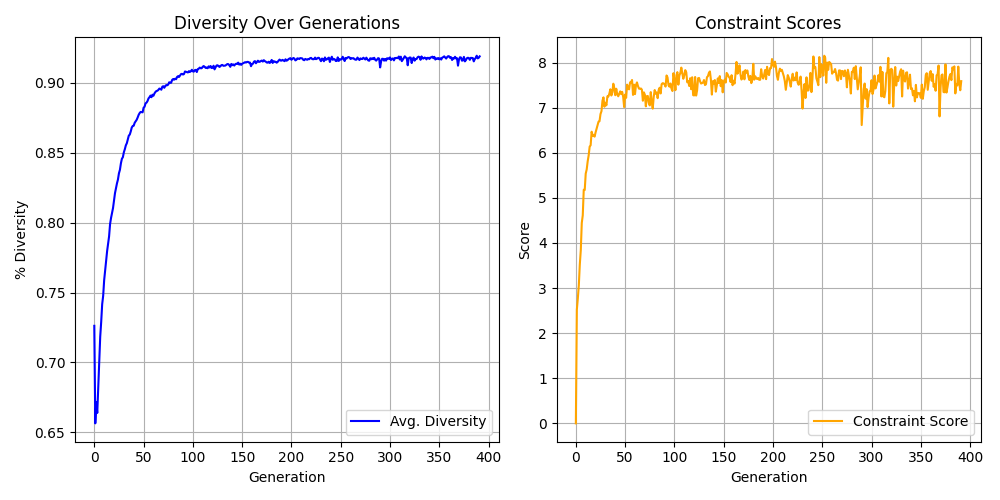 Diversity Over Generations
% Diversity
0.90
0.85
0.80
0.75
0.70
0.65
0 50 100 150 200 250 300 350 400
Generation
Avg. Diversity
Constraint Scores
Score
8
7
6
5
4
3
2
1
0
0 50 100 150 200 250 300 350 400
Generation
Constraint Score